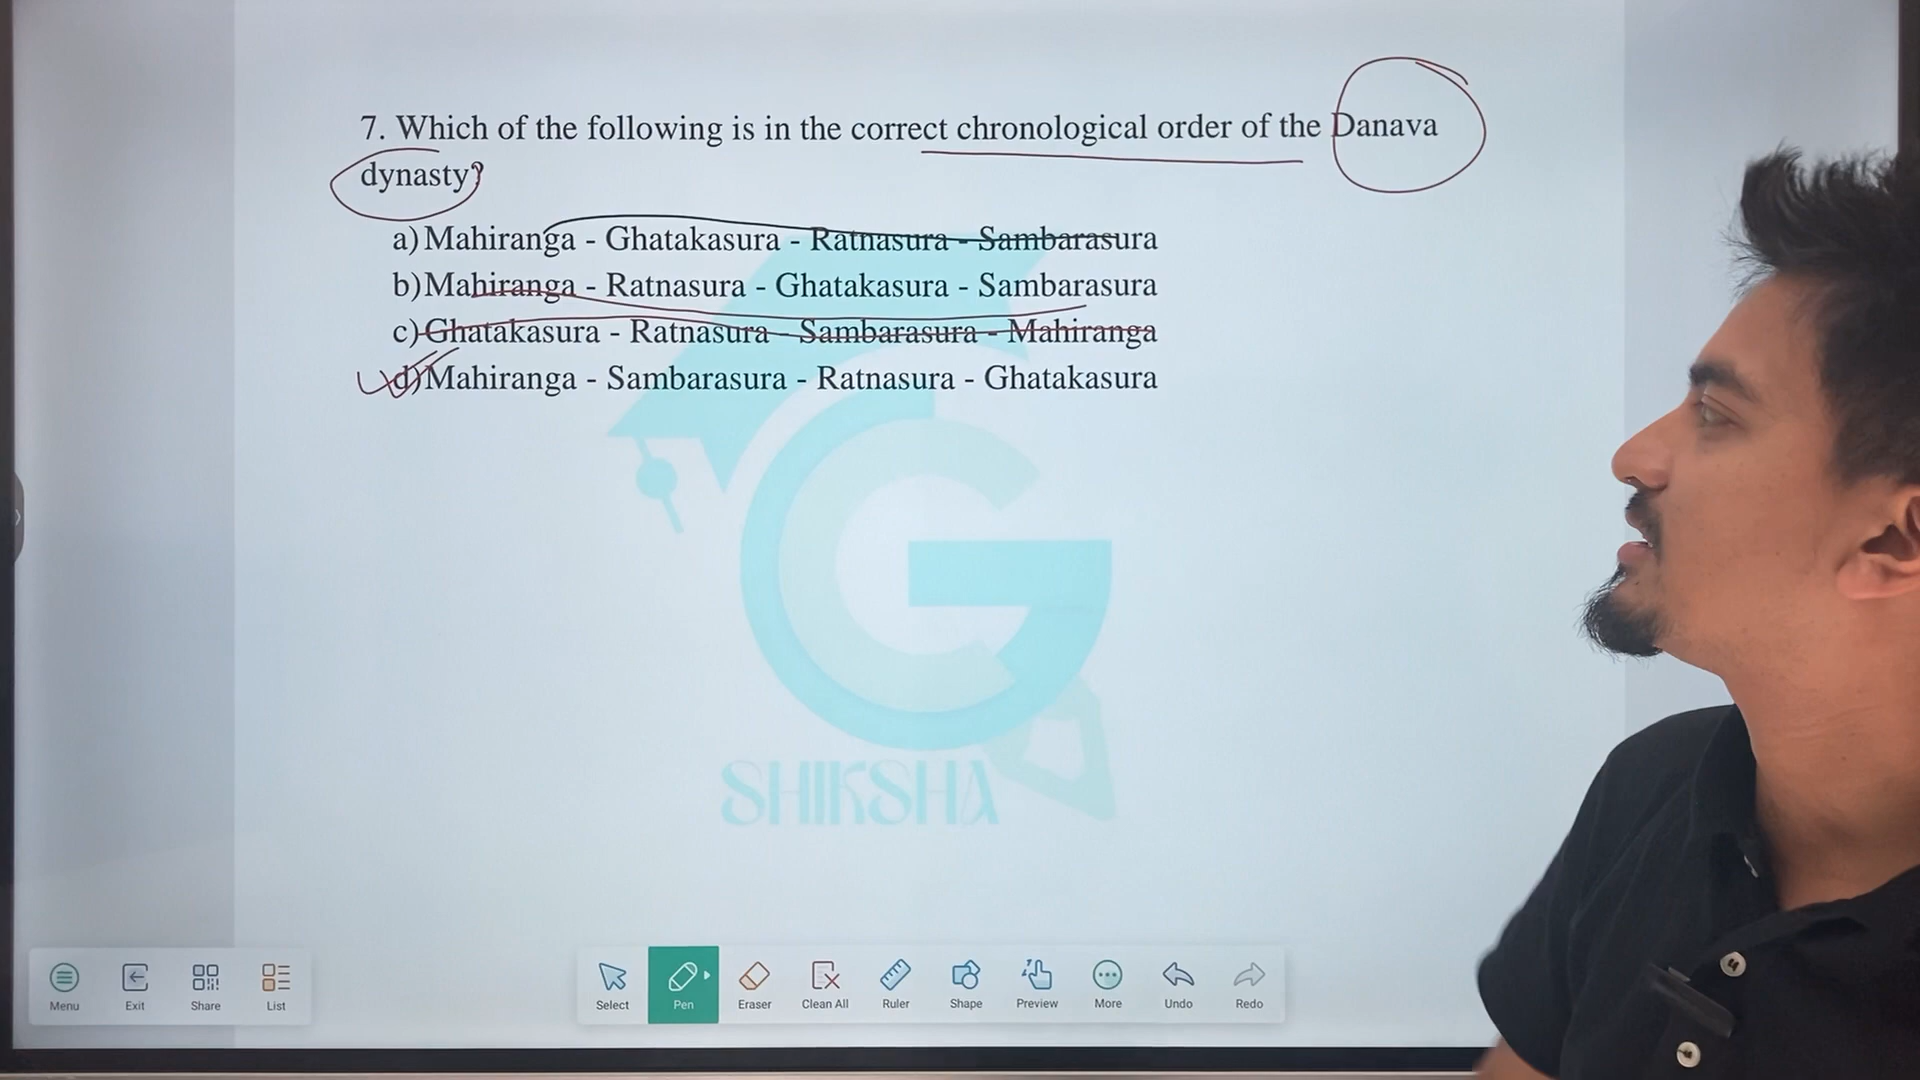 7. Which of the following is in the correct chronological order of the Danava
dynasty?
a) Mahiranga - Ghatakasura - Ratnasura - Sambarasura
b) Mahiranga - Ratnasura - Ghatakasura - Sambarasura
c) Ghatakasura - Ratnasura - Sambarasura - Mahiranga
d) Mahiranga - Sambarasura - Ratnasura - Ghatakasura
G
SHIKSHA
Menu Exit Share List Select Pen Eraser Clean All Ruler Shape Preview More Undo Redo